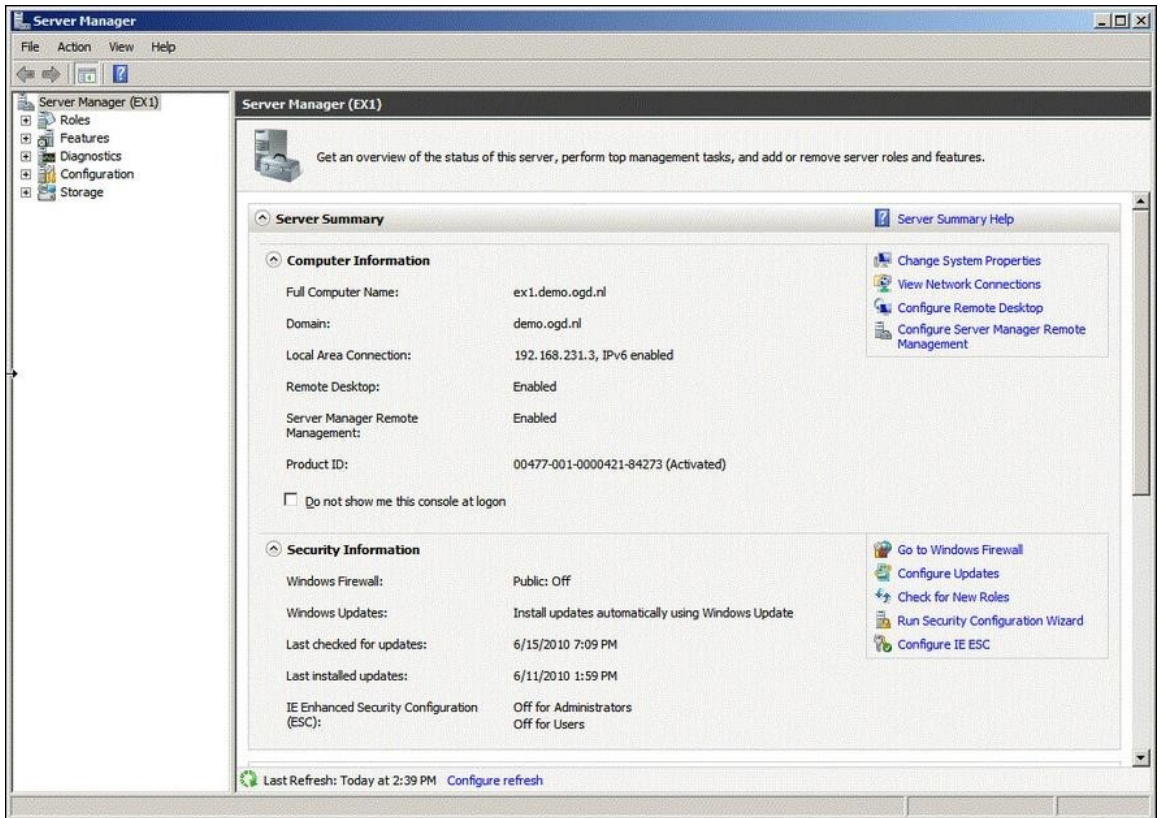 Server Manager
File Action View Help
Server Manager (EX1)
Roles
Features
Diagnostics
Configuration
Storage
Server Manager (EX1)
Get an overview of the status of this server, perform top management tasks, and add or remove server roles and features.
Server Summary
Server Summary Help
Computer Information
Full Computer Name: ex1.demo.ogd.nl
Domain: demo.ogd.nl
Local Area Connection: 192.168.231.3, IPv6 enabled
Remote Desktop: Enabled
Server Manager Remote
Management:
Enabled
Product ID: 00477-001-0000421-84273 (Activated)
Do not show me this console at logon
Change System Properties
View Network Connections
Configure Remote Desktop
Configure Server Manager Remote
Management
Security Information
Windows Firewall: Public: Off
Windows Updates: Install updates automatically using Windows Update
Last checked for updates: 6/15/2010 7:09 PM
Last installed updates: 6/11/2010 1:59 PM
IE Enhanced Security Configuration
(ESC):
Off for Administrators
Off for Users
Go to Windows Firewall
Configure Updates
Check for New Roles
Run Security Configuration Wizard
Configure IE ESC
Last Refresh: Today at 2:39 PM Configure refresh